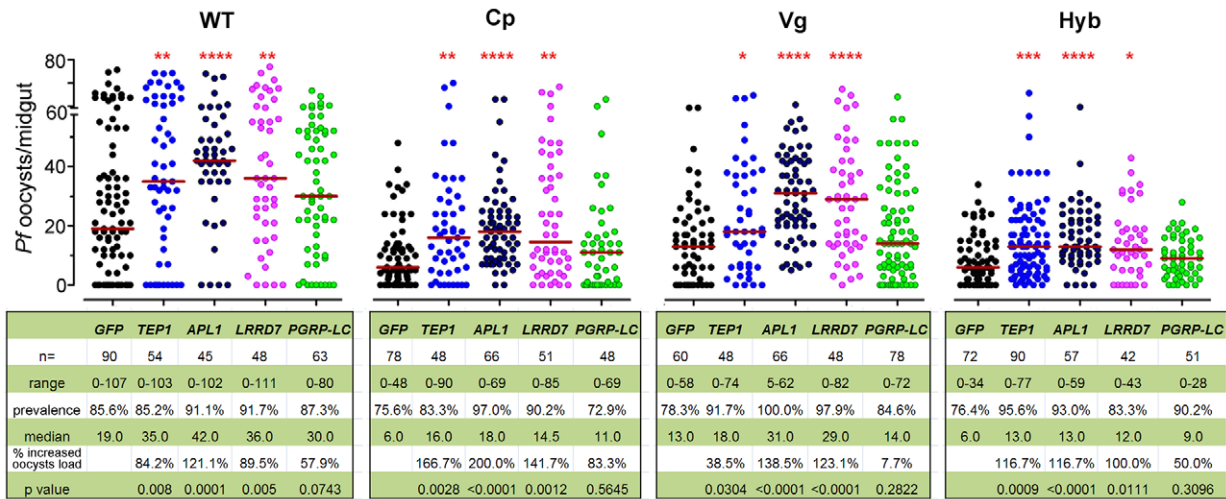 WT Cp Vg Hyb
** **** ** ** **** ** * **** **** *** **** *
80
60
40
20
0
Pf oocysts/midgut
GFP TEP1 APL1 LRRD7 PGRP-LC GFP TEP1 APL1 LRRD7 PGRP-LC GFP TEP1 APL1 LRRD7 PGRP-LC GFP TEP1 APL1 LRRD7 PGRP-LC
n= 90 54 45 48 63 78 48 66 51 48 60 48 66 48 78 72 90 57 42 51
range 0-107 0-103 0-102 0-111 0-80 0-48 0-90 0-69 0-85 0-69 0-58 0-74 5-62 0-82 0-72 0-34 0-77 0-59 0-43 0-28
prevalence 85.6% 85.2% 91.1% 91.7% 87.3% 75.6% 83.3% 97.0% 90.2% 72.9% 78.3% 91.7% 100.0% 97.9% 84.6% 76.4% 95.6% 93.0% 83.3% 90.2%
median 19.0 35.0 42.0 36.0 30.0 6.0 16.0 18.0 14.5 11.0 13.0 18.0 31.0 29.0 14.0 6.0 13.0 13.0 12.0 9.0
% increased
oocysts load 84.2% 121.1% 89.5% 57.9% 166.7% 200.0% 141.7% 83.3% 38.5% 138.5% 123.1% 7.7% 116.7% 116.7% 100.0% 50.0%
p value 0.008 0.0001 0.005 0.0743 0.0028 <0.0001 0.0012 0.5645 0.0304 <0.0001 <0.0001 0.2822 0.0009 <0.0001 0.0111 0.3096